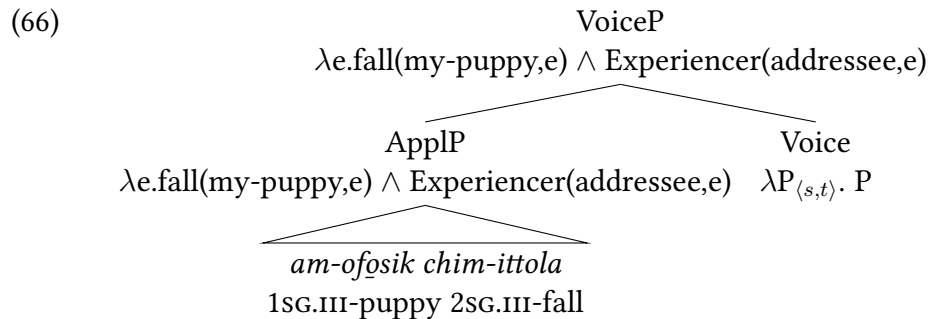 (66) VoiceP
λe.fall(my-puppy,e) ∧ Experiencer(addressee,e)
ApplP Voice
λe.fall(my-puppy,e) ∧ Experiencer(addressee,e) λP⟨s,t⟩. P
am-ofo̱sik chim-ittola
1SG.III-puppy 2SG.III-fall